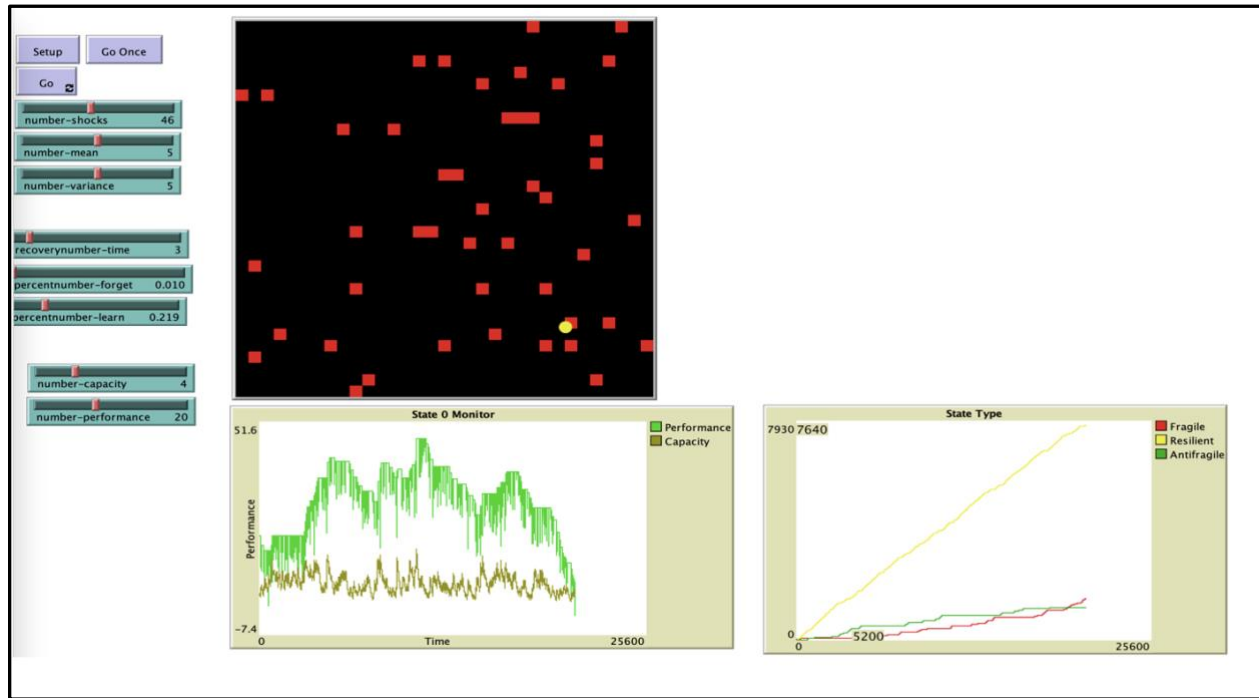 Setup
Go Once
Go
number-shocks 46
number-mean 5
number-variance 5
recoverynumber-time 3
percentnumber-forget 0.010
percentnumber-learn 0.219
number-capacity 4
number-performance 20
State 0 Monitor
51.6
Performance
-7.4
0
Time
25600
Performance
Capacity
State Type
7930
7640
0
5200
0
25600
Fragile
Resilient
Antifragile